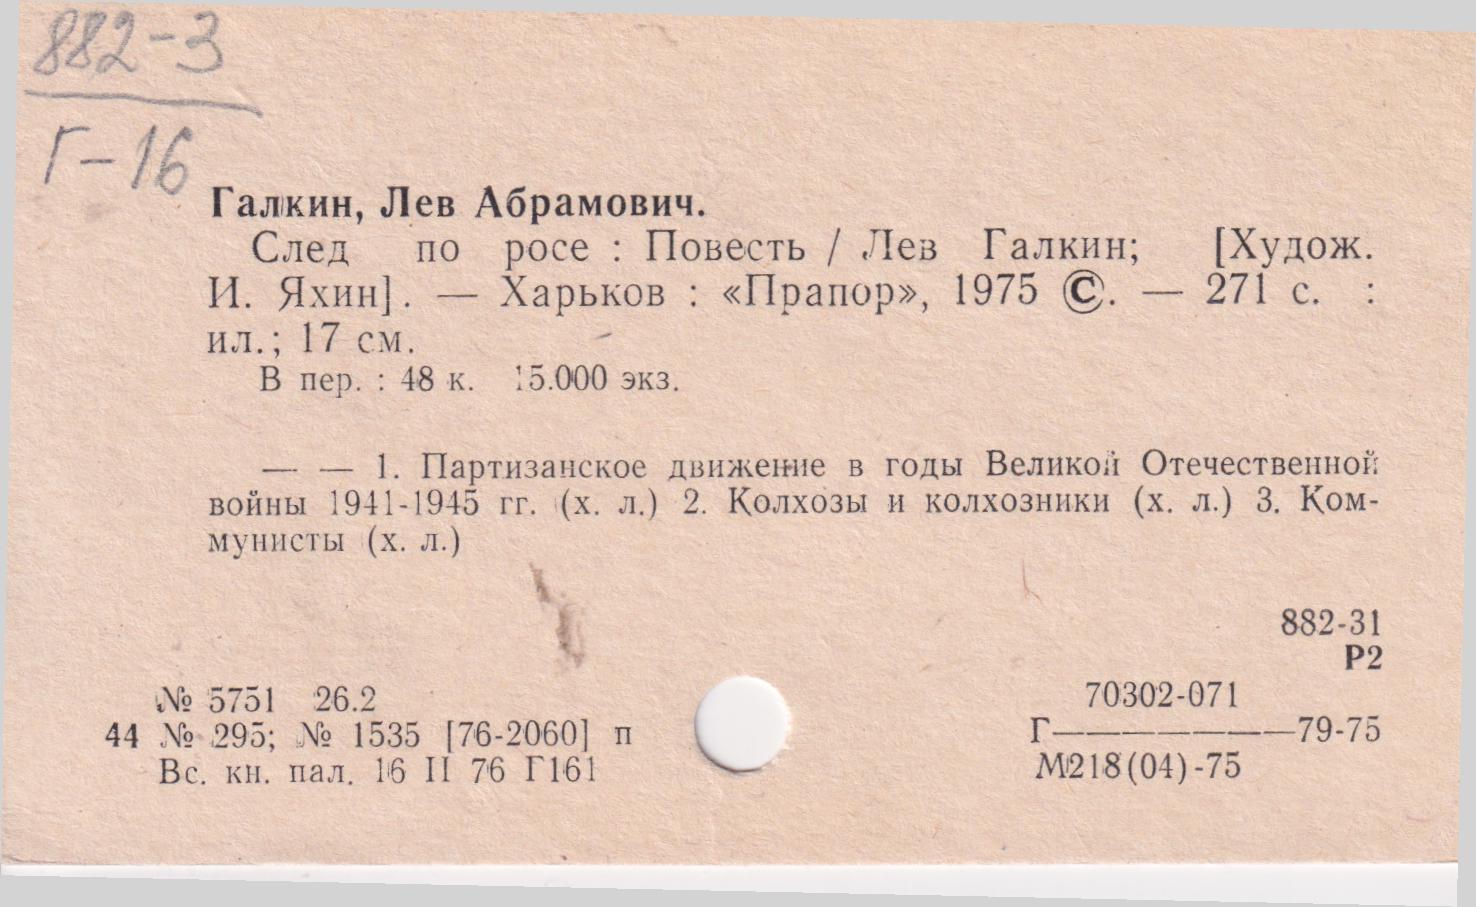 882-3
Г-16
Галкин, Лев Абрамович.
След по росе : Повесть / Лев Галкин; [Худож.
И. Яхин]. — Харьков : «Прапор», 1975 ©. — 271 с. :
ил.; 17 см.
В пер. : 48 к. 15.000 экз.
— — 1. Партизанское движение в годы Великой Отечественной
войны 1941-1945 гг. (х. л.) 2. Колхозы и колхозники (х. л.) 3. Ком-
мунисты (х. л.)
882-31
Р2
№ 5751 26.2
44 № 295; № 1535 [76-2060] п
Вс. кн. пал. 16 II 76 Г161
70302-071
Г————————79-75
М218(04)-75